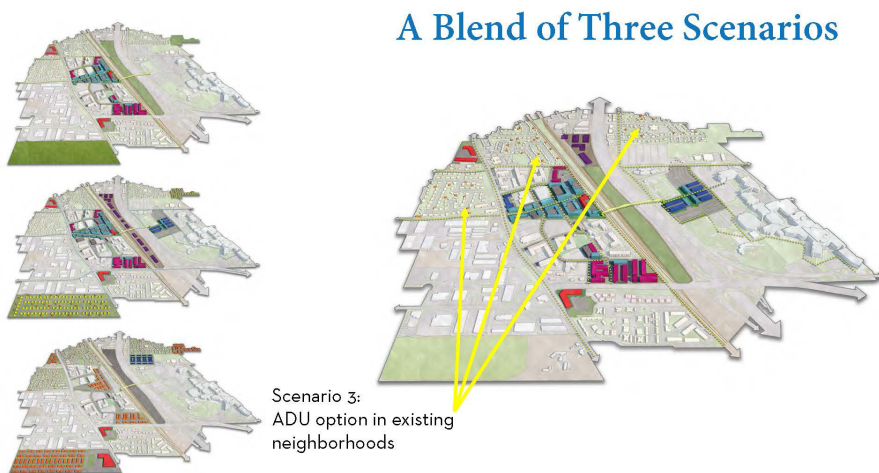 A Blend of Three Scenarios
Scenario 3:
ADU option in existing
neighborhoods